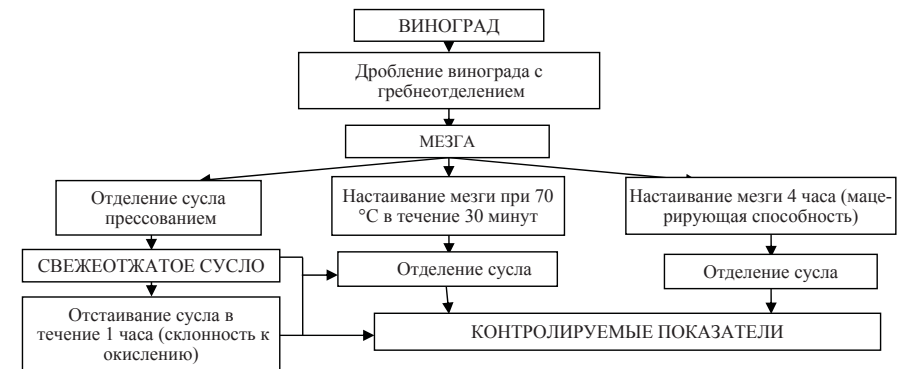 ВИНОГРАД
Дробление винограда с
гребнеотделением
МЕЗГА
Отделение сусла
прессованием
Настаивание мезги при 70
°С в течение 30 минут
Настаивание мезги 4 часа (маце-
рирующая способность)
СВЕЖЕОТЖАТОЕ СУСЛО
Отделение сусла
Отделение сусла
Отстаивание сусла в
течение 1 часа (склонность к
окислению)
КОНТРОЛИРУЕМЫЕ ПОКАЗАТЕЛИ